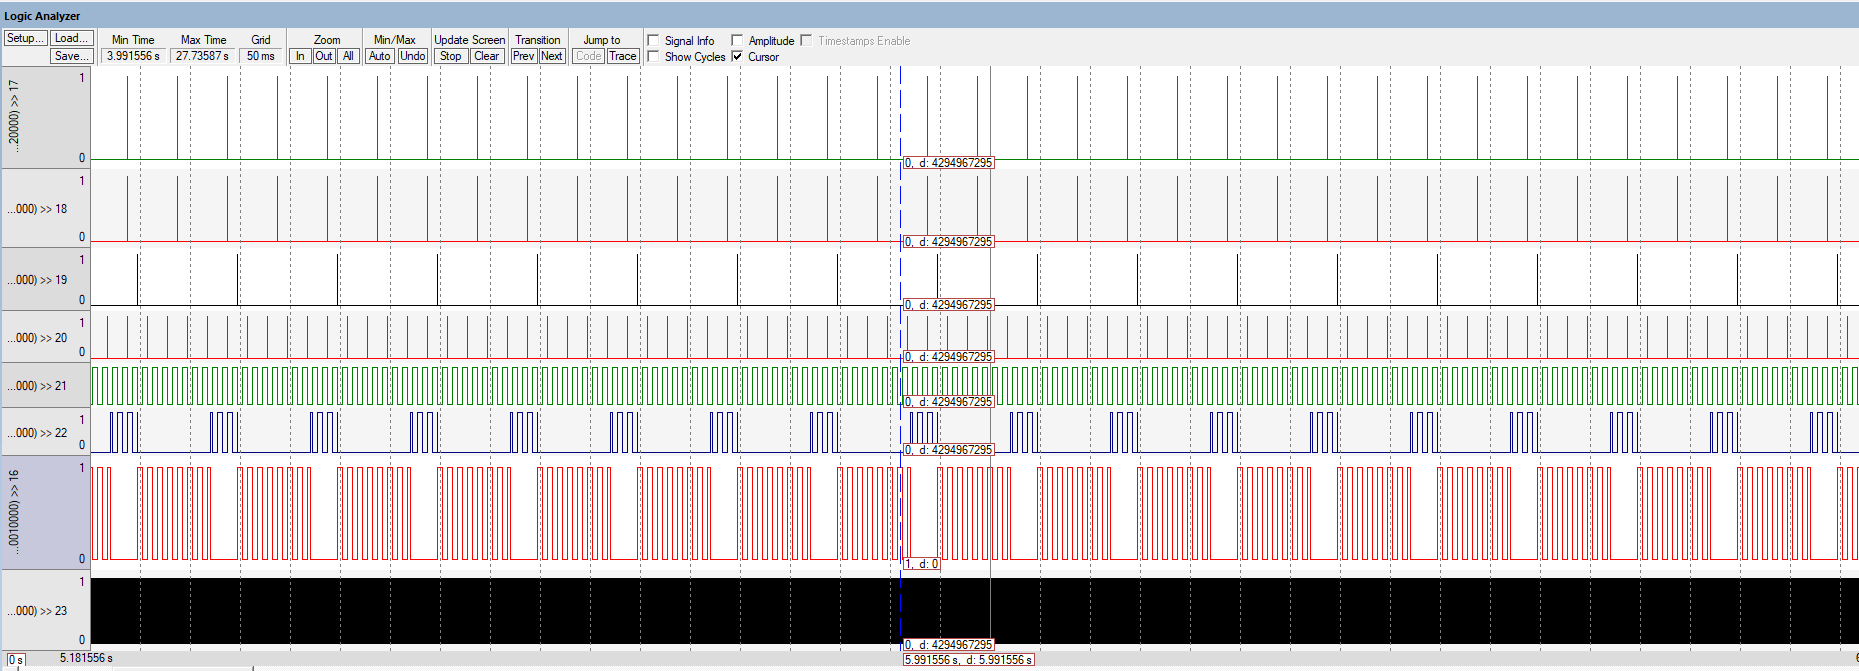 Logic Analyzer
Setup... Load... Min Time Max Time Grid Zoom Min/Max Update Screen Transition Jump to Signal Info Amplitude Timestamps Enable
Save... 3.991556 s 27.73587 s 50 ms In Out All Auto Undo Stop Clear Prev Next Code Trace Show Cycles Cursor
...20000) >> 17
1
0
0, d: 4294967295
...000) >> 18
1
0
0, d: 4294967295
...000) >> 19
1
0
0, d: 4294967295
...000) >> 20
1
0
0, d: 4294967295
...000) >> 21
0, d: 4294967295
...000) >> 22
1
0
0, d: 4294967295
...0010000) >> 16
1
0
1, d: 0
...000) >> 23
1
0
0, d: 4294967295
0 s 5.181556 s 5.991556 s, d: 5.991556 s